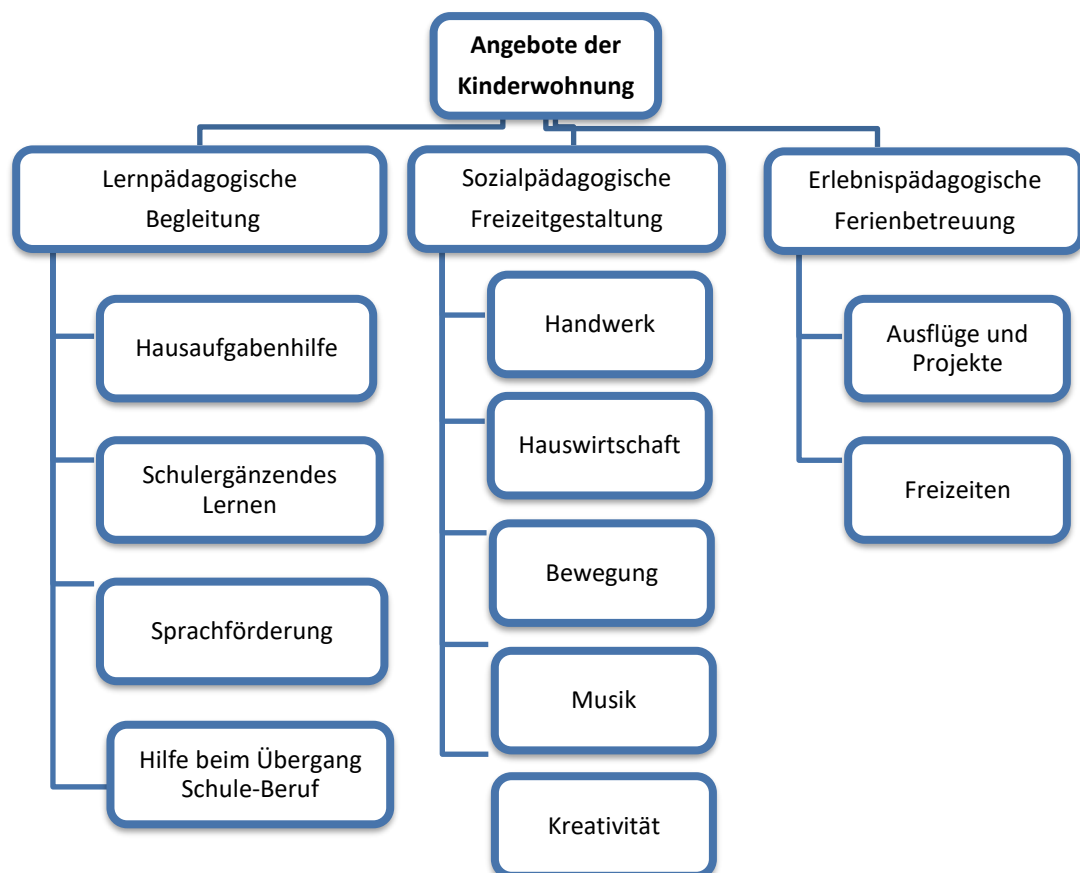 Angebote der
Kinderwohnung
Lernpädagogische
Begleitung
Hausaufgabenhilfe
Schulergänzendes
Lernen
Sprachförderung
Hilfe beim Übergang
Schule-Beruf
Sozialpädagogische
Freizeitgestaltung
Handwerk
Hauswirtschaft
Bewegung
Musik
Kreativität
Erlebnispädagogische
Ferienbetreuung
Ausflüge und
Projekte
Freizeiten